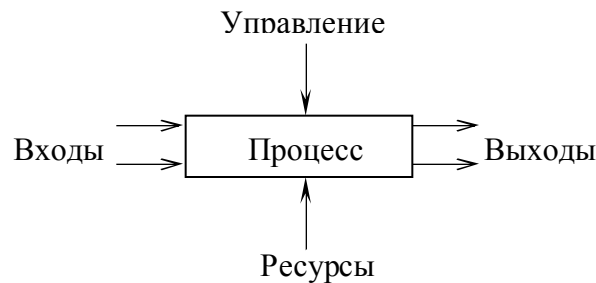 Управление
Входы
Процесс
Выходы
Ресурсы